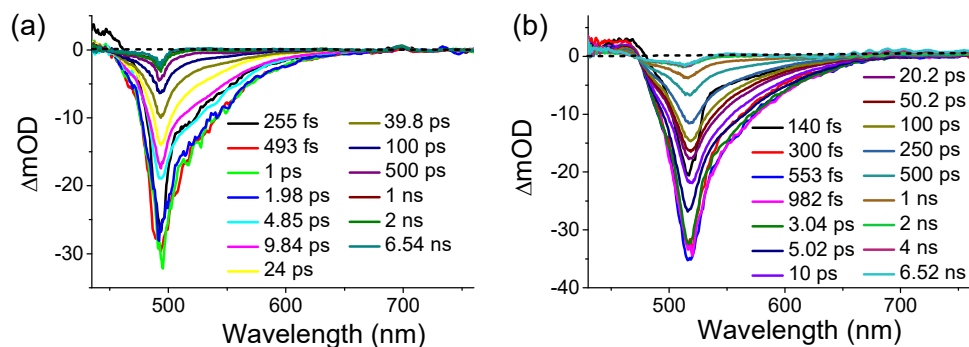 (a)
ΔmOD
0
-10
-20
-30
255 fs
493 fs
1 ps
1.98 ps
4.85 ps
9.84 ps
24 ps
39.8 ps
100 ps
500 ps
1 ns
2 ns
6.54 ns
500 600 700
Wavelength (nm)
(b)
ΔmOD
10
0
-10
-20
-30
-40
140 fs
300 fs
553 fs
982 fs
3.04 ps
5.02 ps
10 ps
20.2 ps
50.2 ps
100 ps
250 ps
500 ps
1 ns
2 ns
4 ns
6.52 ns
500 600 700
Wavelength (nm)